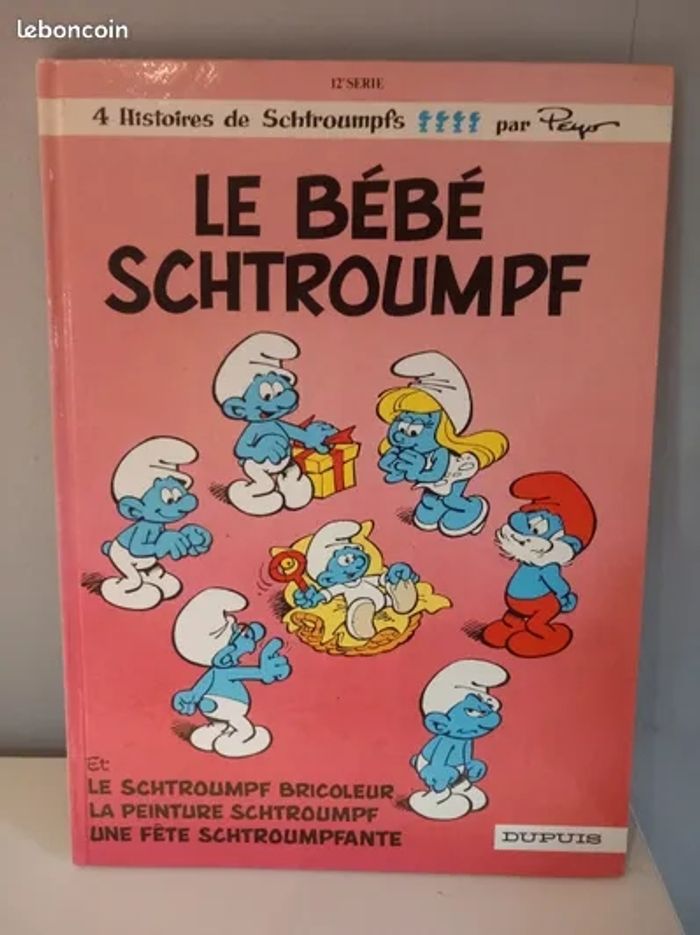 leboncoin
12e SERIE
4 Histoires de Schtroumpfs par Peyo
LE BÉBÉ
SCHTROUMPF
Et
LE SCHTROUMPF BRICOLEUR
LA PEINTURE SCHTROUMPF
UNE FÊTE SCHTROUMPFANTE
DUPUIS